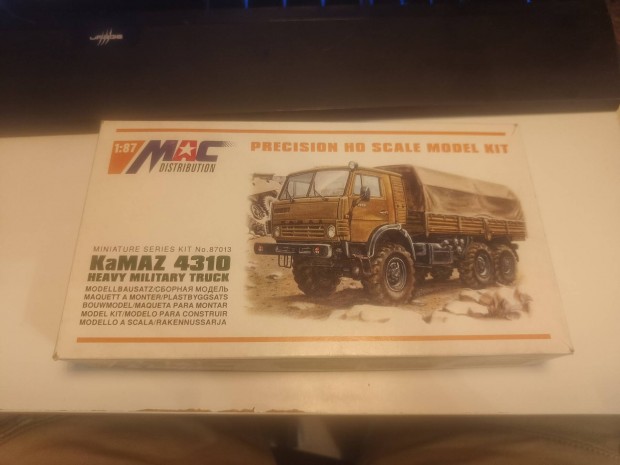 1:87
MAC
DISTRIBUTION
PRECISION HO SCALE MODEL KIT
MINIATURE SERIES KIT No.87013
KaMAZ 4310
HEAVY MILITARY TRUCK
MODELLBAUSATZ/СБОРНАЯ МОДЕЛЬ
MAQUETT A MONTER/PLASTBYGGSATS
BOUWMODEL/MAQUETA PARA MONTAR
MODEL KIT/MODELO PARA CONSTRUIR
MODELLO A SCALA/RAKENNUSSARJA